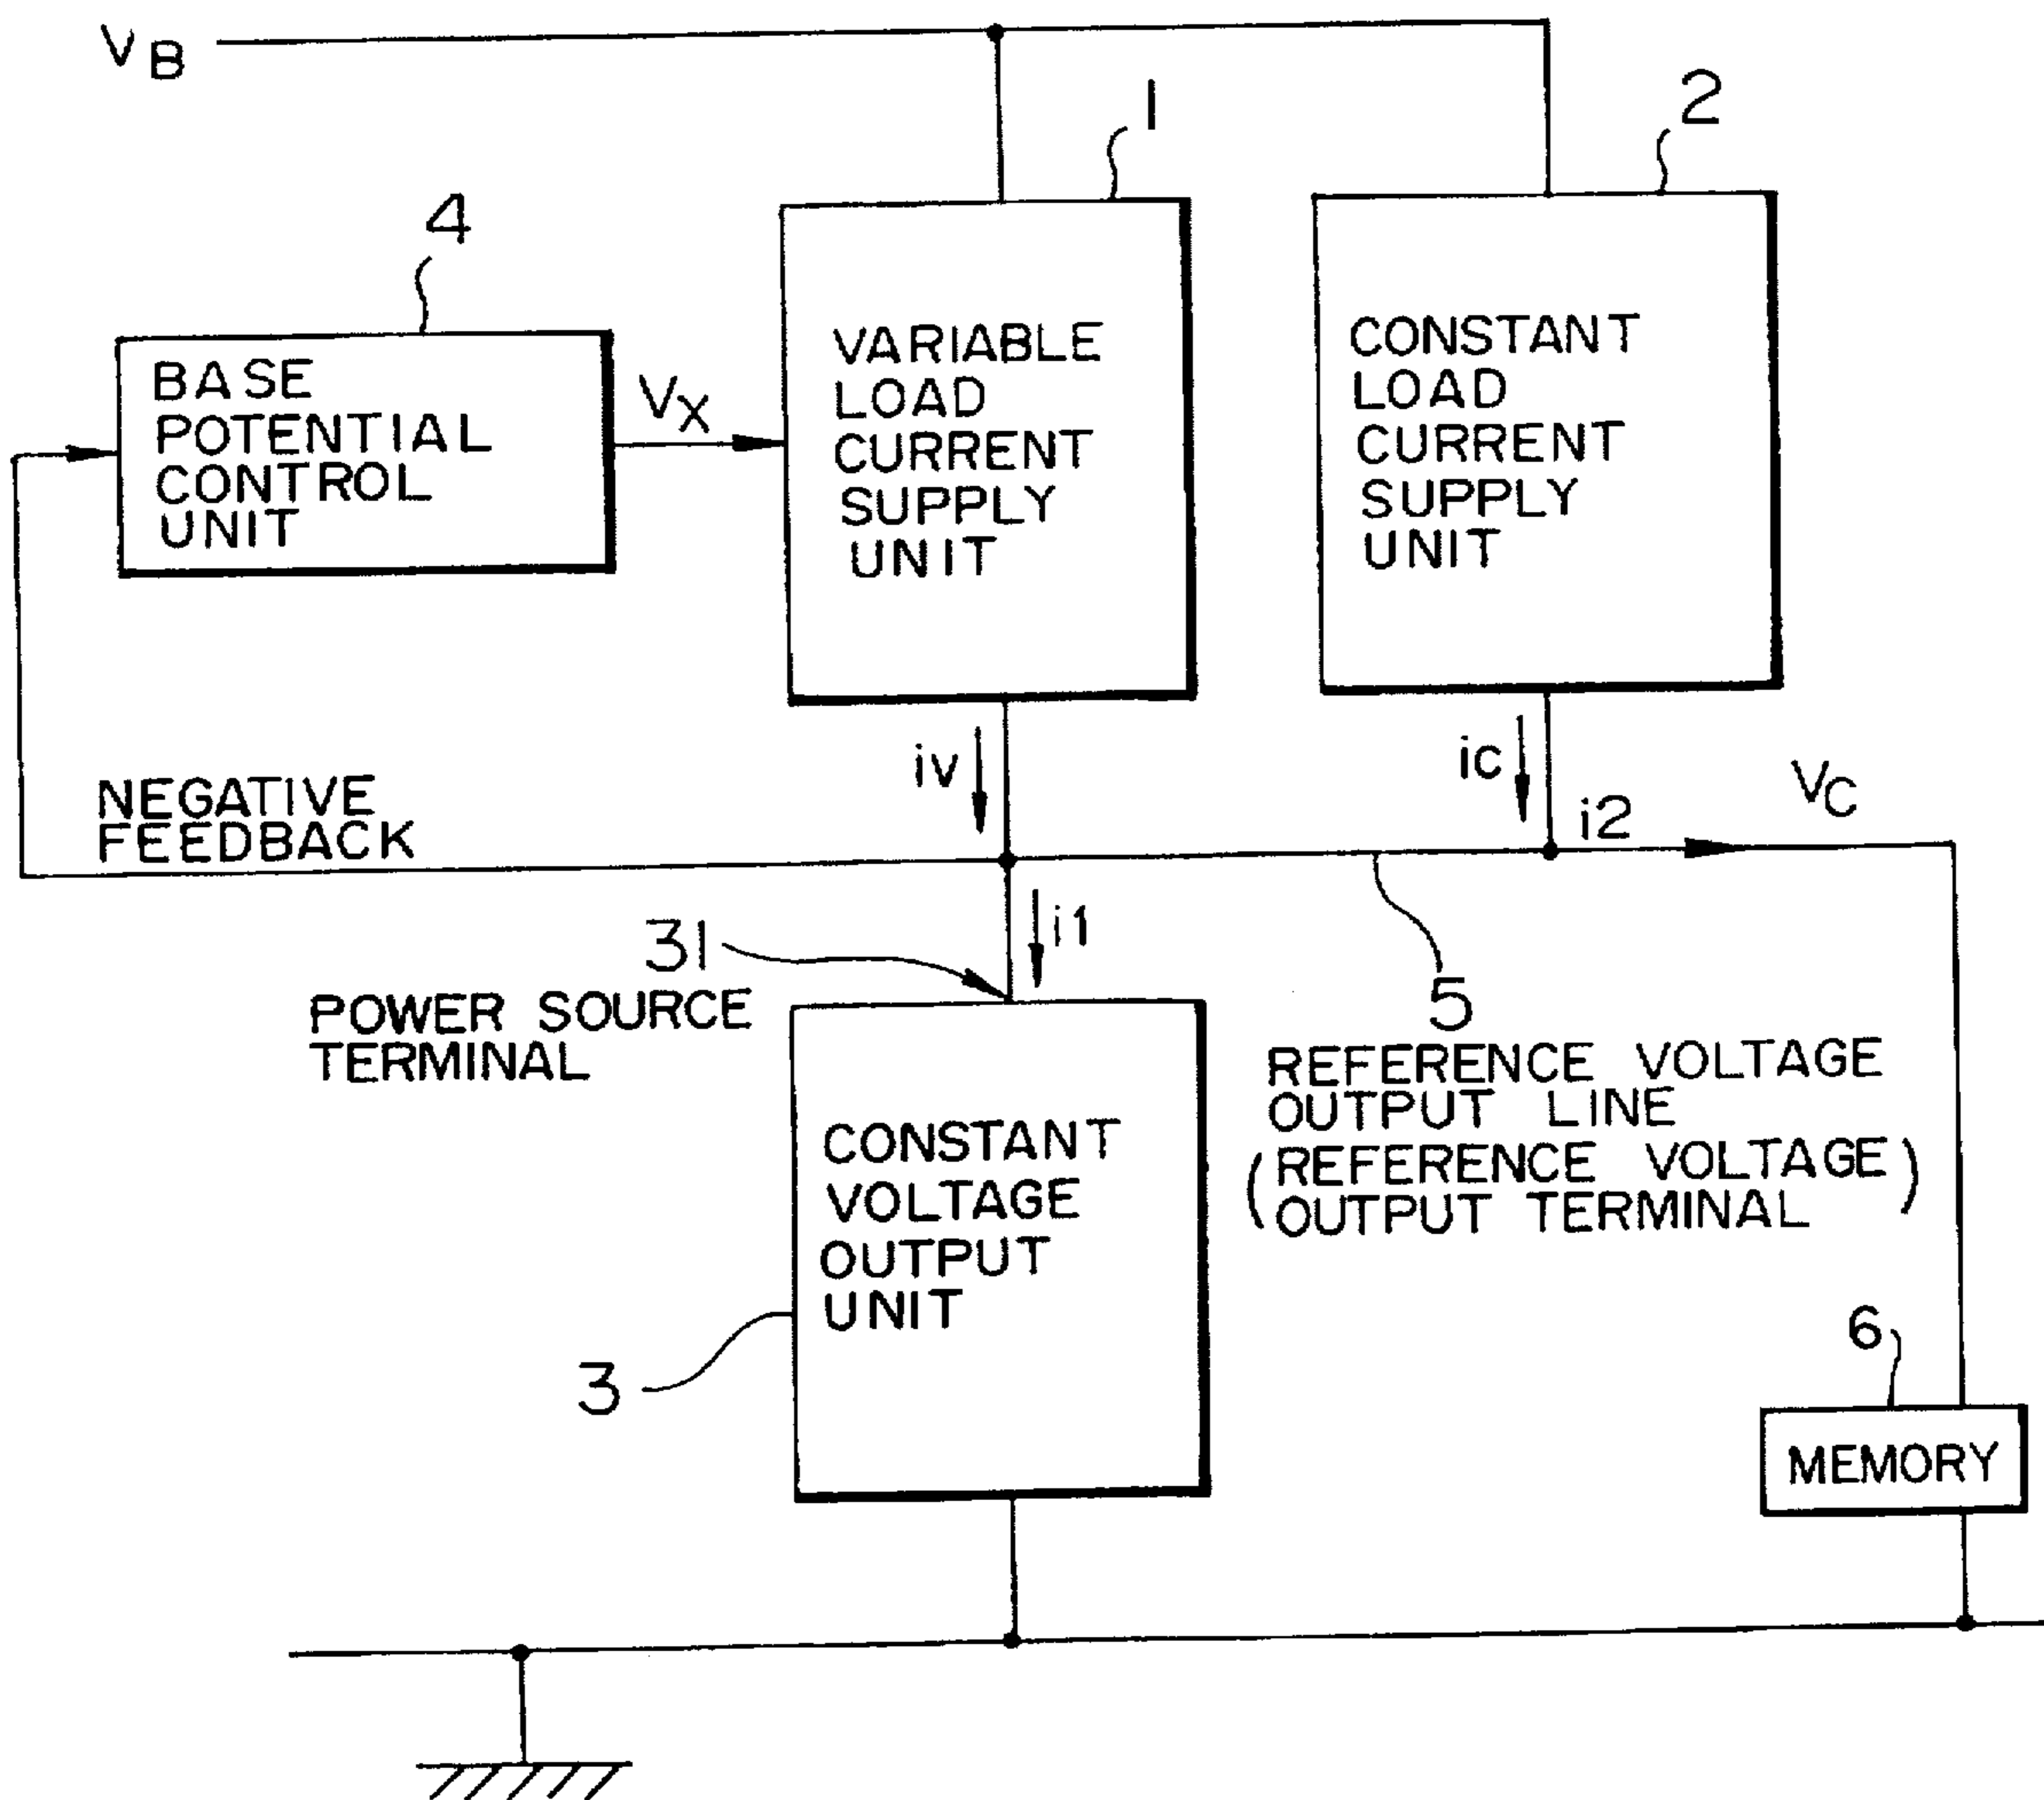 VB
1
2
4
BASE
POTENTIAL
CONTROL
UNIT
VX
VARIABLE
LOAD
CURRENT
SUPPLY
UNIT
CONSTANT
LOAD
CURRENT
SUPPLY
UNIT
iv
ic
i2
VC
NEGATIVE
FEEDBACK
31
i1
POWER SOURCE
TERMINAL
5
REFERENCE VOLTAGE
OUTPUT LINE
(REFERENCE VOLTAGE)
OUTPUT TERMINAL
CONSTANT
VOLTAGE
OUTPUT
UNIT
3
6
MEMORY